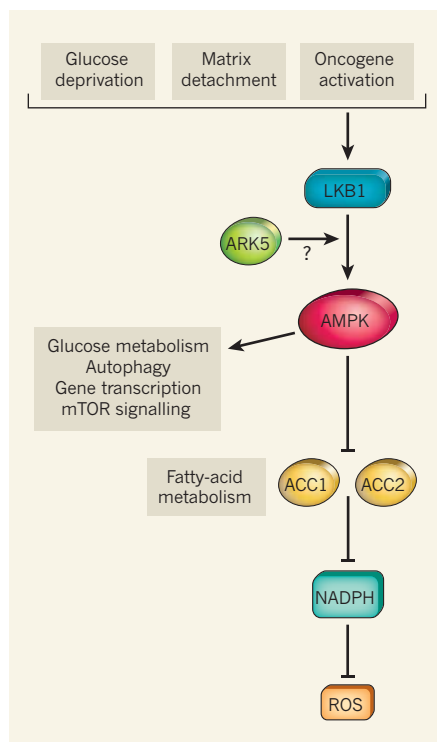 Glucose
deprivation
Matrix
detachment
Oncogene
activation
LKB1
ARK5
?
AMPK
Glucose metabolism
Autophagy
Gene transcription
mTOR signalling
Fatty-acid
metabolism
ACC1
ACC2
NADPH
ROS